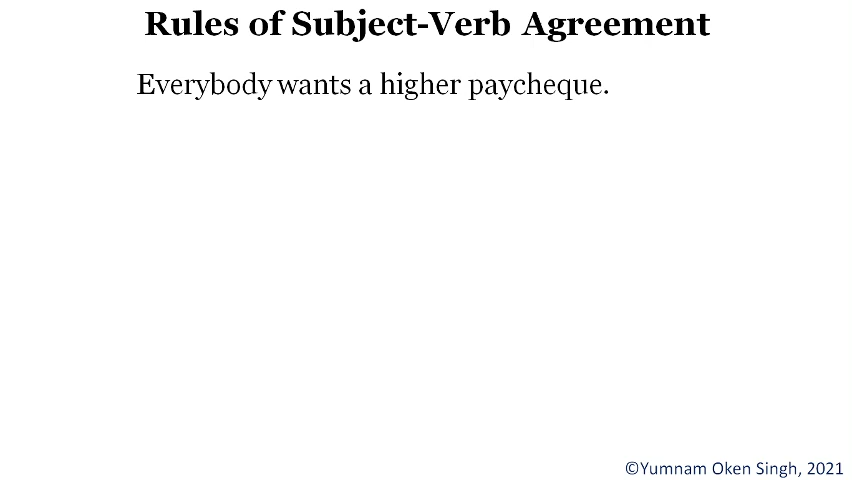 Rules of Subject-Verb Agreement
Everybody wants a higher paycheque.
©Yumnam Oken Singh, 2021